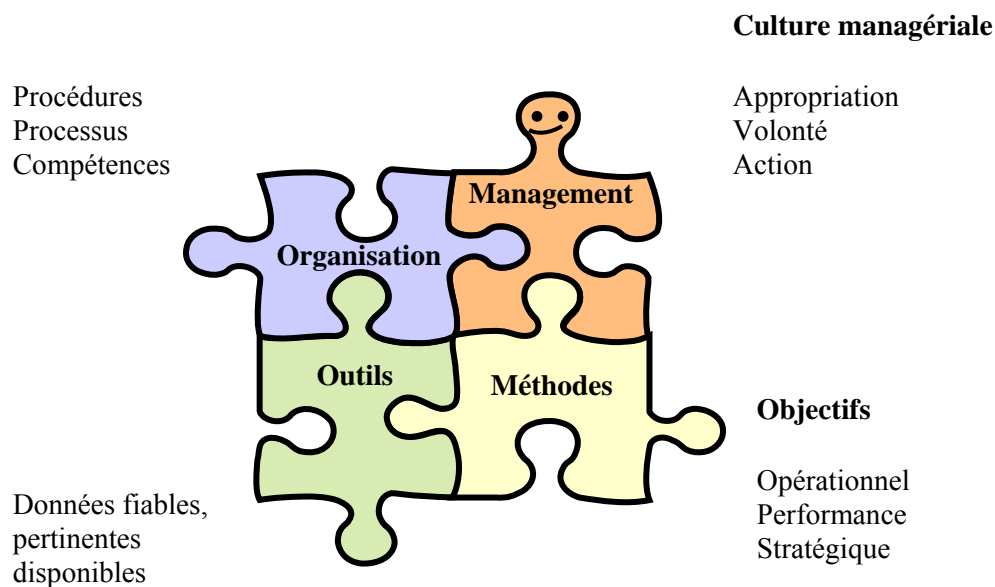 Culture managériale
Procédures
Processus
Compétences
Appropriation
Volonté
Action
Management
Organisation
Outils
Méthodes
Objectifs
Opérationnel
Performance
Stratégique
Données fiables,
pertinentes
disponibles